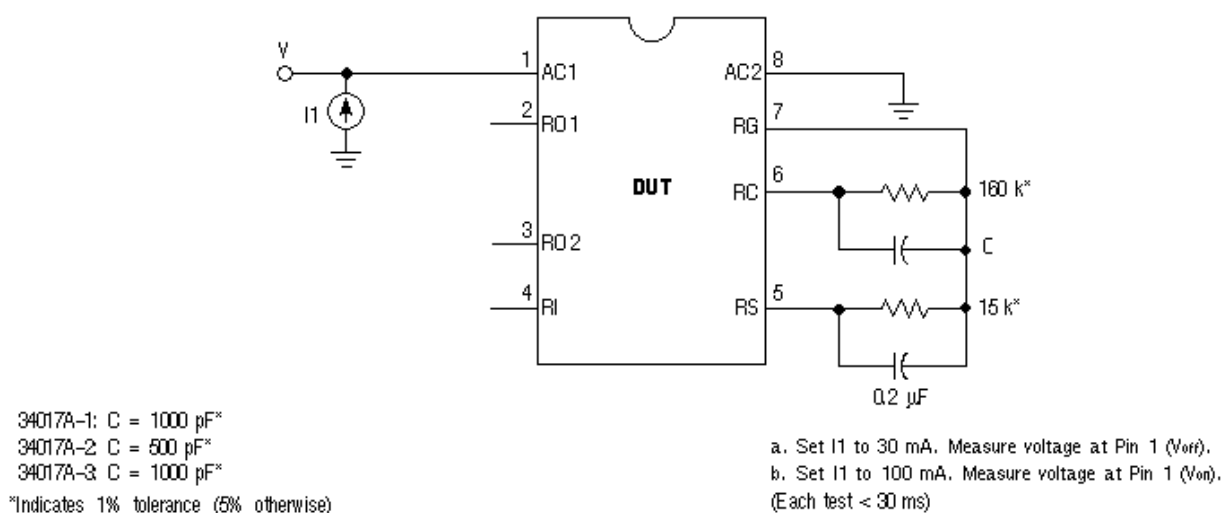 V
I1
1
AC1
2
RO1
3
RO2
4
RI
DUT
8
AC2
7
RG
6
RC
160 k*
C
5
RS
15 k*
0.2 µF
34017A–1: C = 1000 pF*
34017A–2: C = 500 pF*
34017A–3: C = 1000 pF*
*Indicates 1% tolerance (5% otherwise)
a. Set I1 to 30 mA. Measure voltage at Pin 1 (Voff).
b. Set I1 to 100 mA. Measure voltage at Pin 1 (Von).
(Each test < 30 ms)